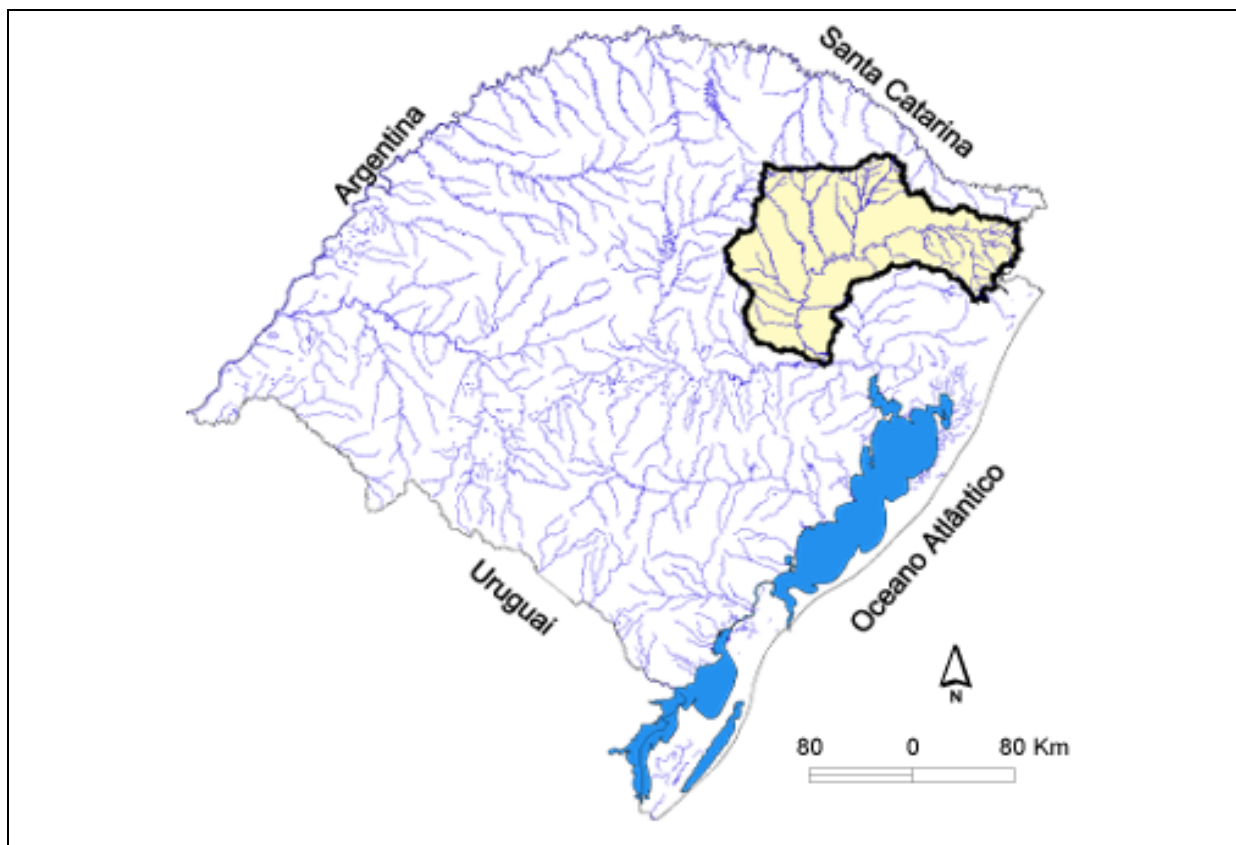 Santa Catarina
Argentina
Oceano Atlântico
Uruguai
N
80 0 80 Km